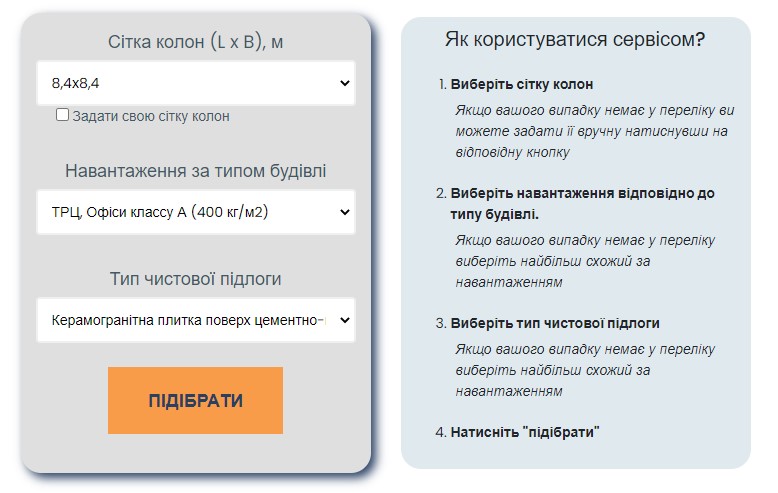 Сітка колон (L x B), м
8,4x8,4
Задати свою сітку колон
Навантаження за типом будівлі
ТРЦ, Офіси классу А (400 кг/м2)
Тип чистової підлоги
Керамогранітна плитка поверх цементно-
ПІДІБРАТИ
Як користуватися сервісом?
1. Виберіть сітку колон
Якщо вашого випадку немає у переліку ви
можете задати її вручну натиснувши на
відповідну кнопку
2. Виберіть навантаження відповідно до
типу будівлі.
Якщо вашого випадку немає у переліку
виберіть найбільш схожий за
навантаженням
3. Виберіть тип чистової підлоги
Якщо вашого випадку немає у переліку
виберіть найбільш схожий за
навантаженням
4. Натисніть "підібрати"